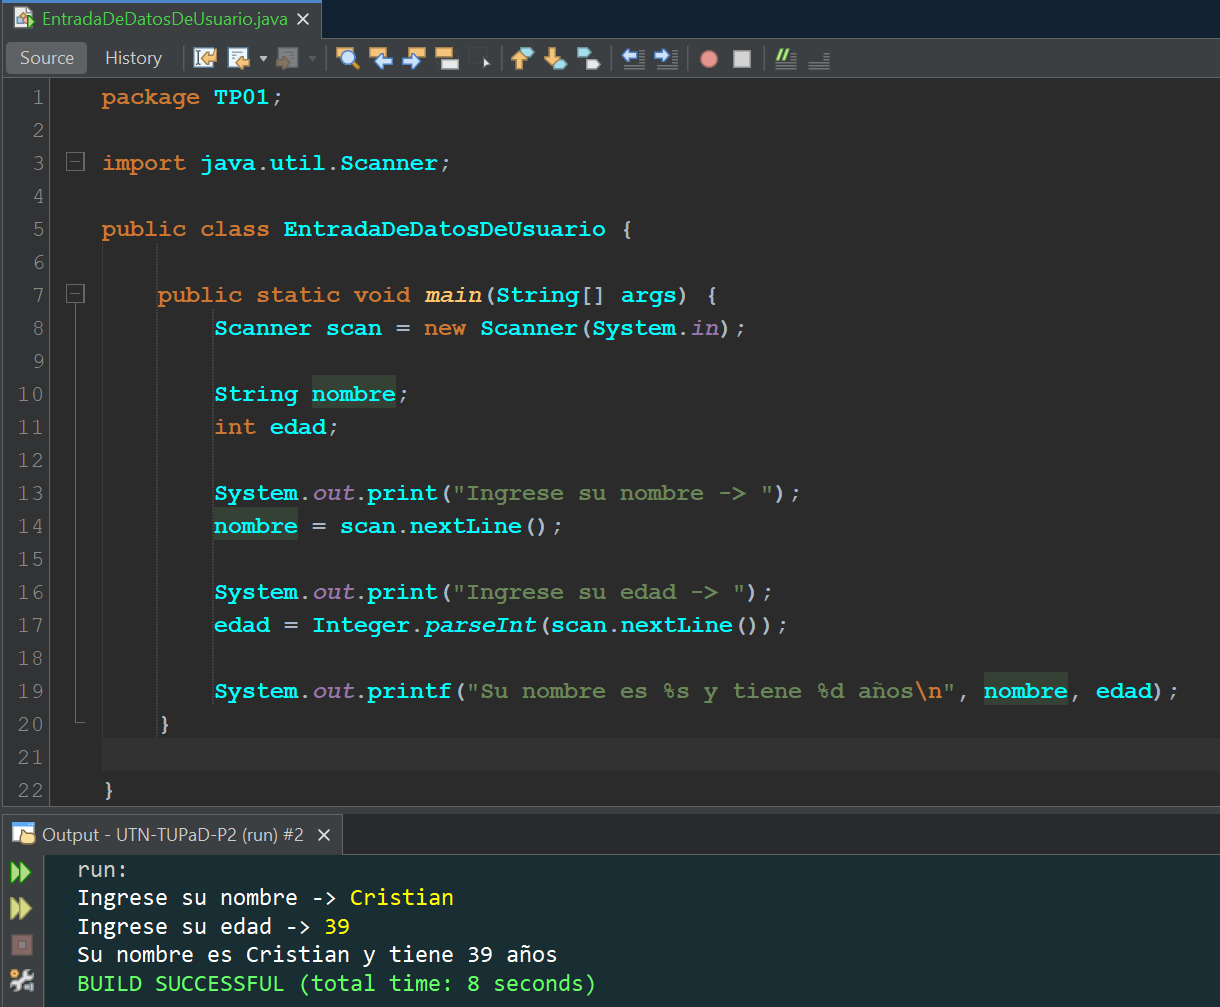 EntradaDeDatosDeUsuario.java
Source History
1 package TP01;
2
3 import java.util.Scanner;
4
5 public class EntradaDeDatosDeUsuario {
6
7 public static void main(String[] args) {
8 Scanner scan = new Scanner(System.in);
9
10 String nombre;
11 int edad;
12
13 System.out.print("Ingrese su nombre -> ");
14 nombre = scan.nextLine();
15
16 System.out.print("Ingrese su edad -> ");
17 edad = Integer.parseInt(scan.nextLine());
18
19 System.out.printf("Su nombre es %s y tiene %d años\n", nombre, edad);
20 }
21
22 }
Output - UTN-TUPaD-P2 (run) #2
run:
Ingrese su nombre -> Cristian
Ingrese su edad -> 39
Su nombre es Cristian y tiene 39 años
BUILD SUCCESSFUL (total time: 8 seconds)